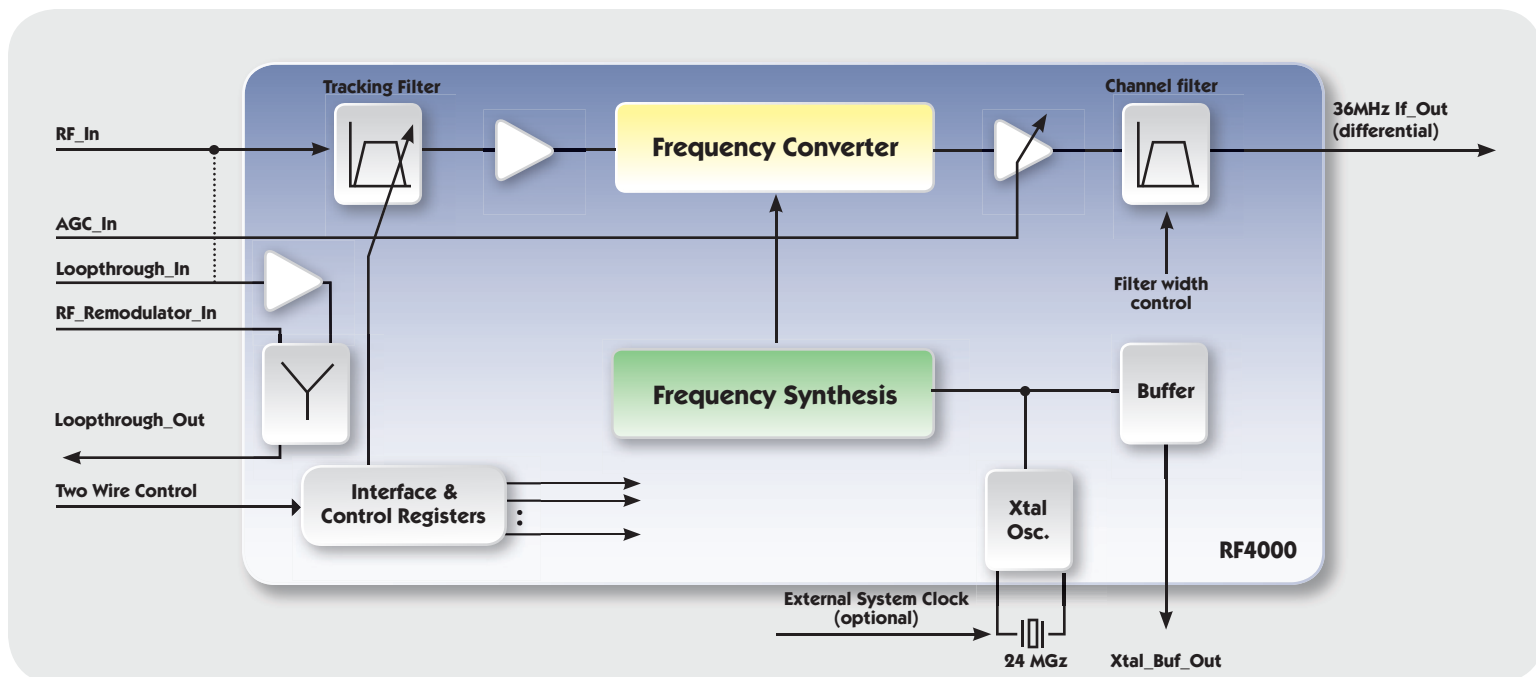 Tracking Filter
Channel filter
RF_In
Frequency Converter
36MHz If_Out
(differential)
AGC_In
Loopthrough_In
RF_Remodulator_In
Filter width
control
Frequency Synthesis
Buffer
Loopthrough_Out
Two Wire Control
Interface &
Control Registers
:
Xtal
Osc.
RF4000
External System Clock
(optional)
24 MGz
Xtal_Buf_Out